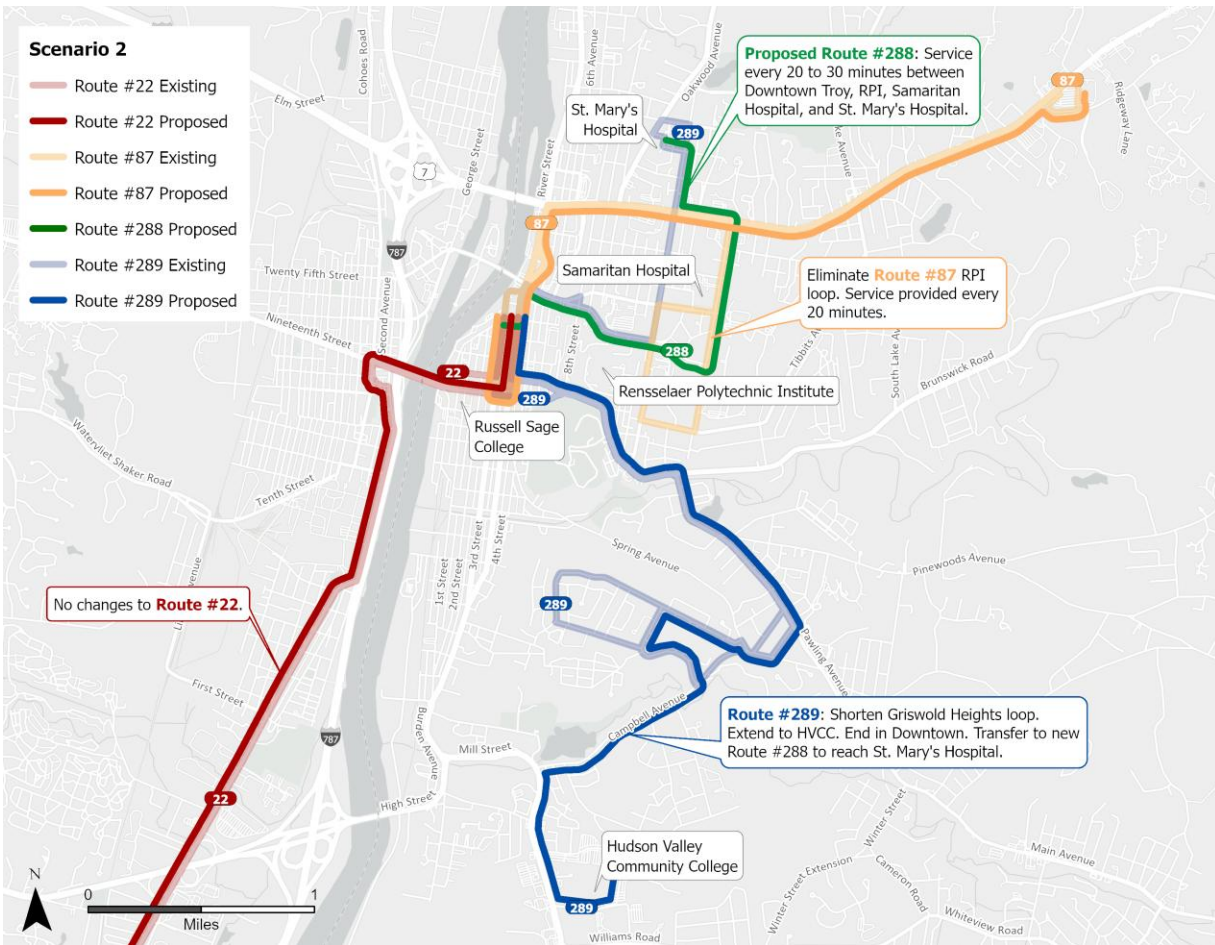 Scenario 2
Route #22 Existing
Route #22 Proposed
Route #87 Existing
Route #87 Proposed
Route #288 Proposed
Route #289 Existing
Route #289 Proposed
Cohoes Road
Elm Street
George Street
River Street
6th Avenue
Oakwood Avenue
St. Mary's
Hospital
289
Proposed Route #288: Service
every 20 to 30 minutes between
Downtown Troy, RPI, Samaritan
Hospital, and St. Mary's Hospital.
87
Ridgeway Lane
7
787
87
Samaritan Hospital
Eliminate Route #87 RPI
loop. Service provided every
20 minutes.
Twenty Fifth Street
Second Avenue
Nineteenth Street
8th Street
288
22
289
Rensselaer Polytechnic Institute
Russell Sage
College
South Lake
Brunswick Road
Watervliet Shaker Road
Tenth Street
3rd Street
4th Street
1st Street
2nd Street
Spring Avenue
Pinewoods Avenue
289
Pawling Avenue
No changes to Route #22.
First Street
787
Burden Avenue
Mill Street
High Street
Campbell Avenue
Route #289: Shorten Griswold Heights loop.
Extend to HVCC. End in Downtown. Transfer to new
Route #288 to reach St. Mary's Hospital.
22
Hudson Valley
Community College
289
Williams Road
Winter Street
Main Avenue
Winter Street Extension
Cameron Road
Whiteview Road
N
0
1
Miles